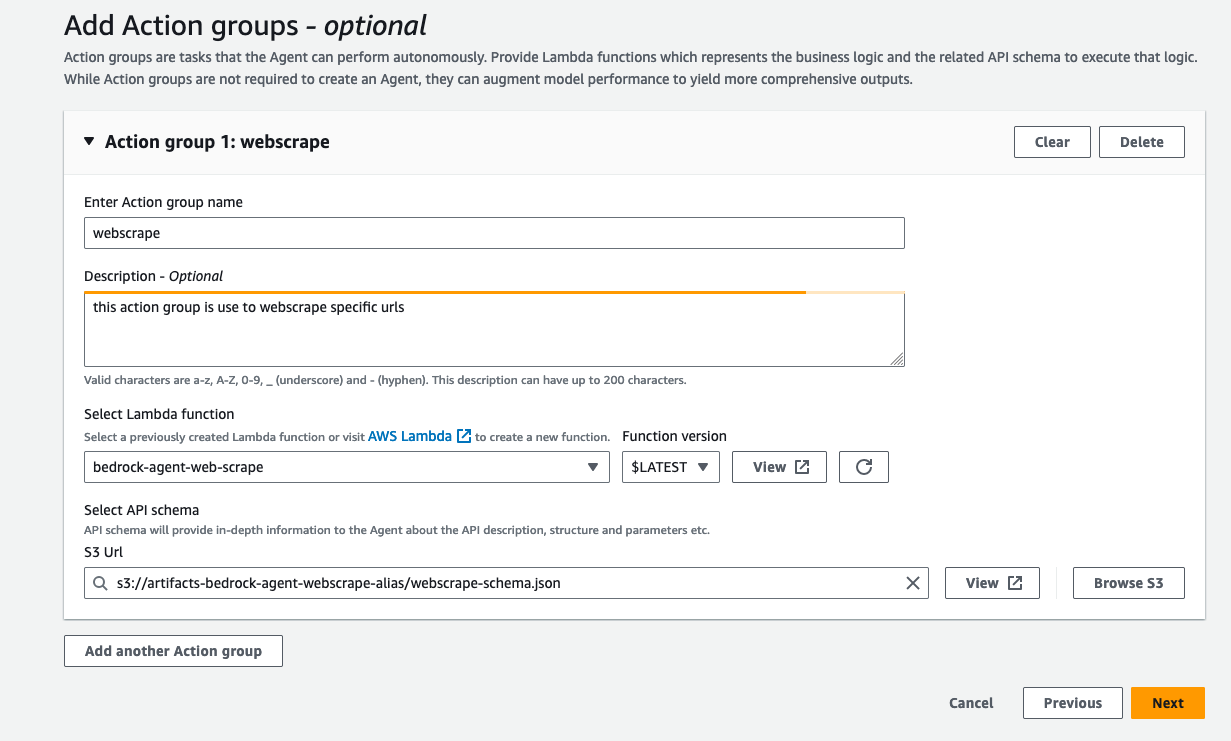 Add Action groups - optional
Action groups are tasks that the Agent can perform autonomously. Provide Lambda functions which represents the business logic and the related API schema to execute that logic.
While Action groups are not required to create an Agent, they can augment model performance to yield more comprehensive outputs.
Action group 1: webscrape
Clear
Delete
Enter Action group name
webscrape
Description - Optional
this action group is use to webscrape specific urls
Valid characters are a-z, A-Z, 0-9, _ (underscore) and - (hyphen). This description can have up to 200 characters.
Select Lambda function
Select a previously created Lambda function or visit AWS Lambda to create a new function.
Function version
bedrock-agent-web-scrape
$LATEST
View
Select API schema
API schema will provide in-depth information to the Agent about the API description, structure and parameters etc.
S3 Url
s3://artifacts-bedrock-agent-webscrape-alias/webscrape-schema.json
View
Browse S3
Add another Action group
Cancel
Previous
Next